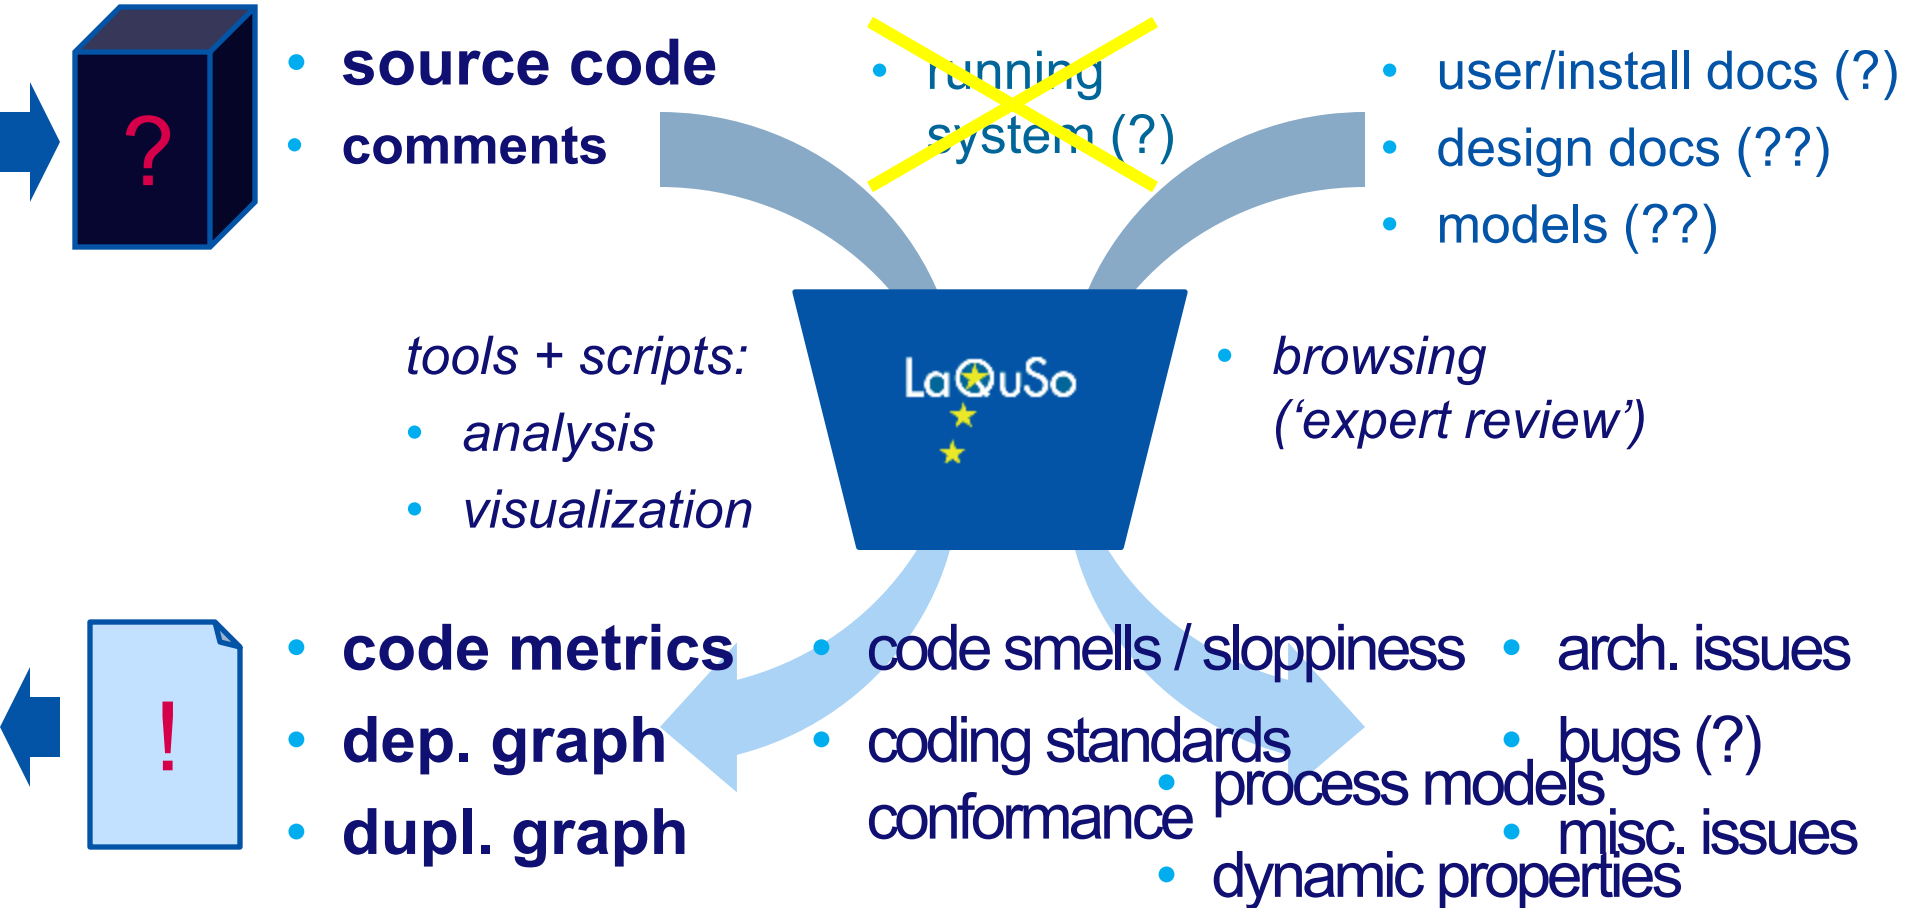 ?
source code
comments
running
system (?)
user/install docs (?)
design docs (??)
models (??)
tools + scripts:
analysis
visualization
LaQuSo
browsing
(‘expert review’)
!
code metrics
dep. graph
dupl. graph
code smells / sloppiness
coding standards
conformance
process models
dynamic properties
arch. issues
bugs (?)
misc. issues